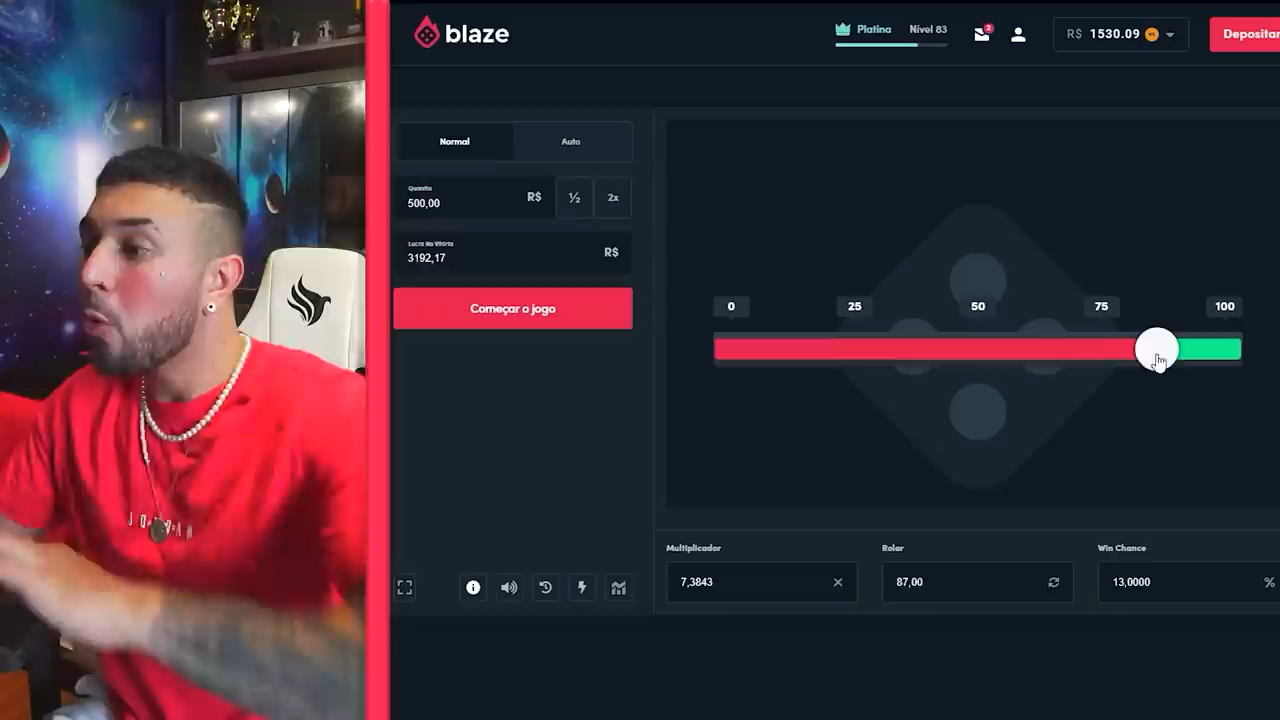 blaze
Platina Nível 83
2
R$ 1530.09
Depositar
Normal Auto
Quantia
500,00 R$ ½ 2x
Lucro Na Vitória
3192,17 R$
Começar o jogo
0 25 50 75 100
Multiplicador Rolar Win Chance
7,3843 87,00 13,0000 %